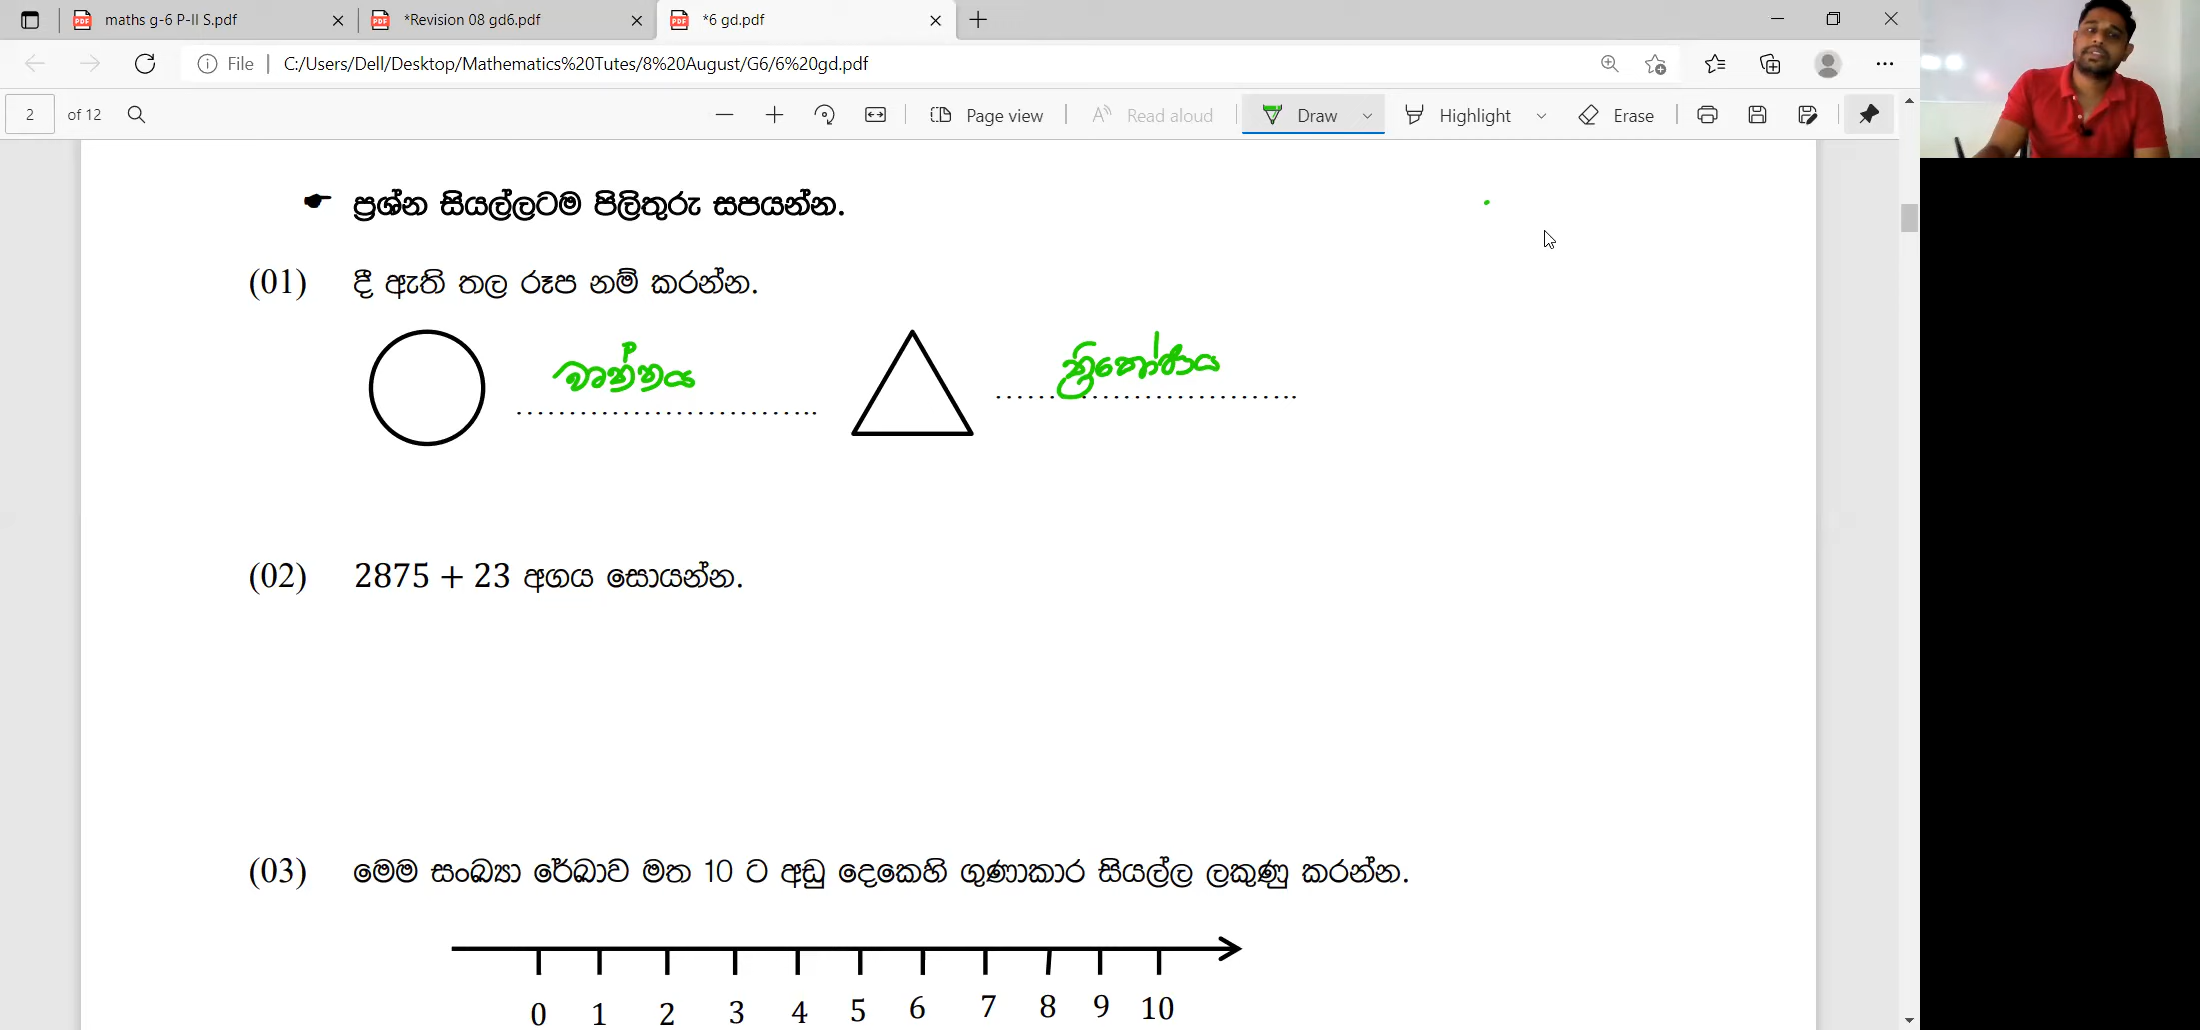 maths g-6 P-II S.pdf
*Revision 08 gd6.pdf
*6 gd.pdf
File
C:/Users/Dell/Desktop/Mathematics%20Tutes/8%20August/G6/6%20gd.pdf
2 of 12
Page view
Read aloud
Draw
Highlight
Erase
ප්‍රශ්න සියල්ලටම පිලිතුරු සපයන්න.
(01) දී ඇති තල රූප නම් කරන්න.
වෘත්තය ත්‍රිකෝණය
(02) 2875 + 23 අගය සොයන්න.
(03) මෙම සංඛ්‍යා රේඛාව මත 10 ට අඩු දෙකෙහි ගුණාකාර සියල්ල ලකුණු කරන්න.
0 1 2 3 4 5 6 7 8 9 10